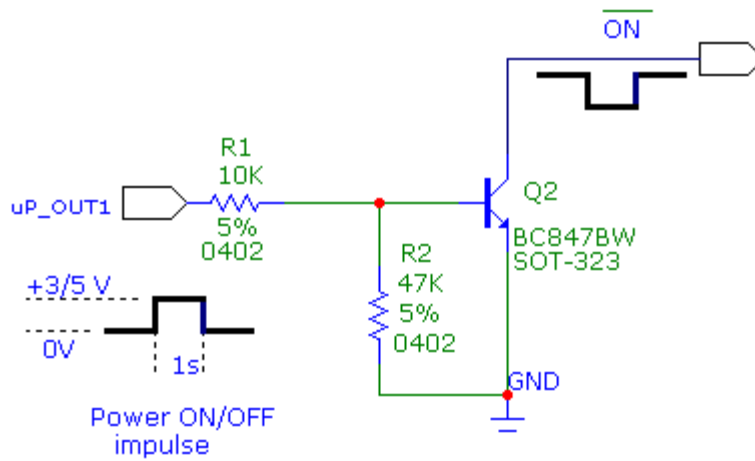 ON
R1
10K
uP_OUT1
5%
0402
Q2
BC847BW
SOT-323
R2
47K
5%
0402
+3/5 V
0V
1s
GND
Power ON/OFF
impulse